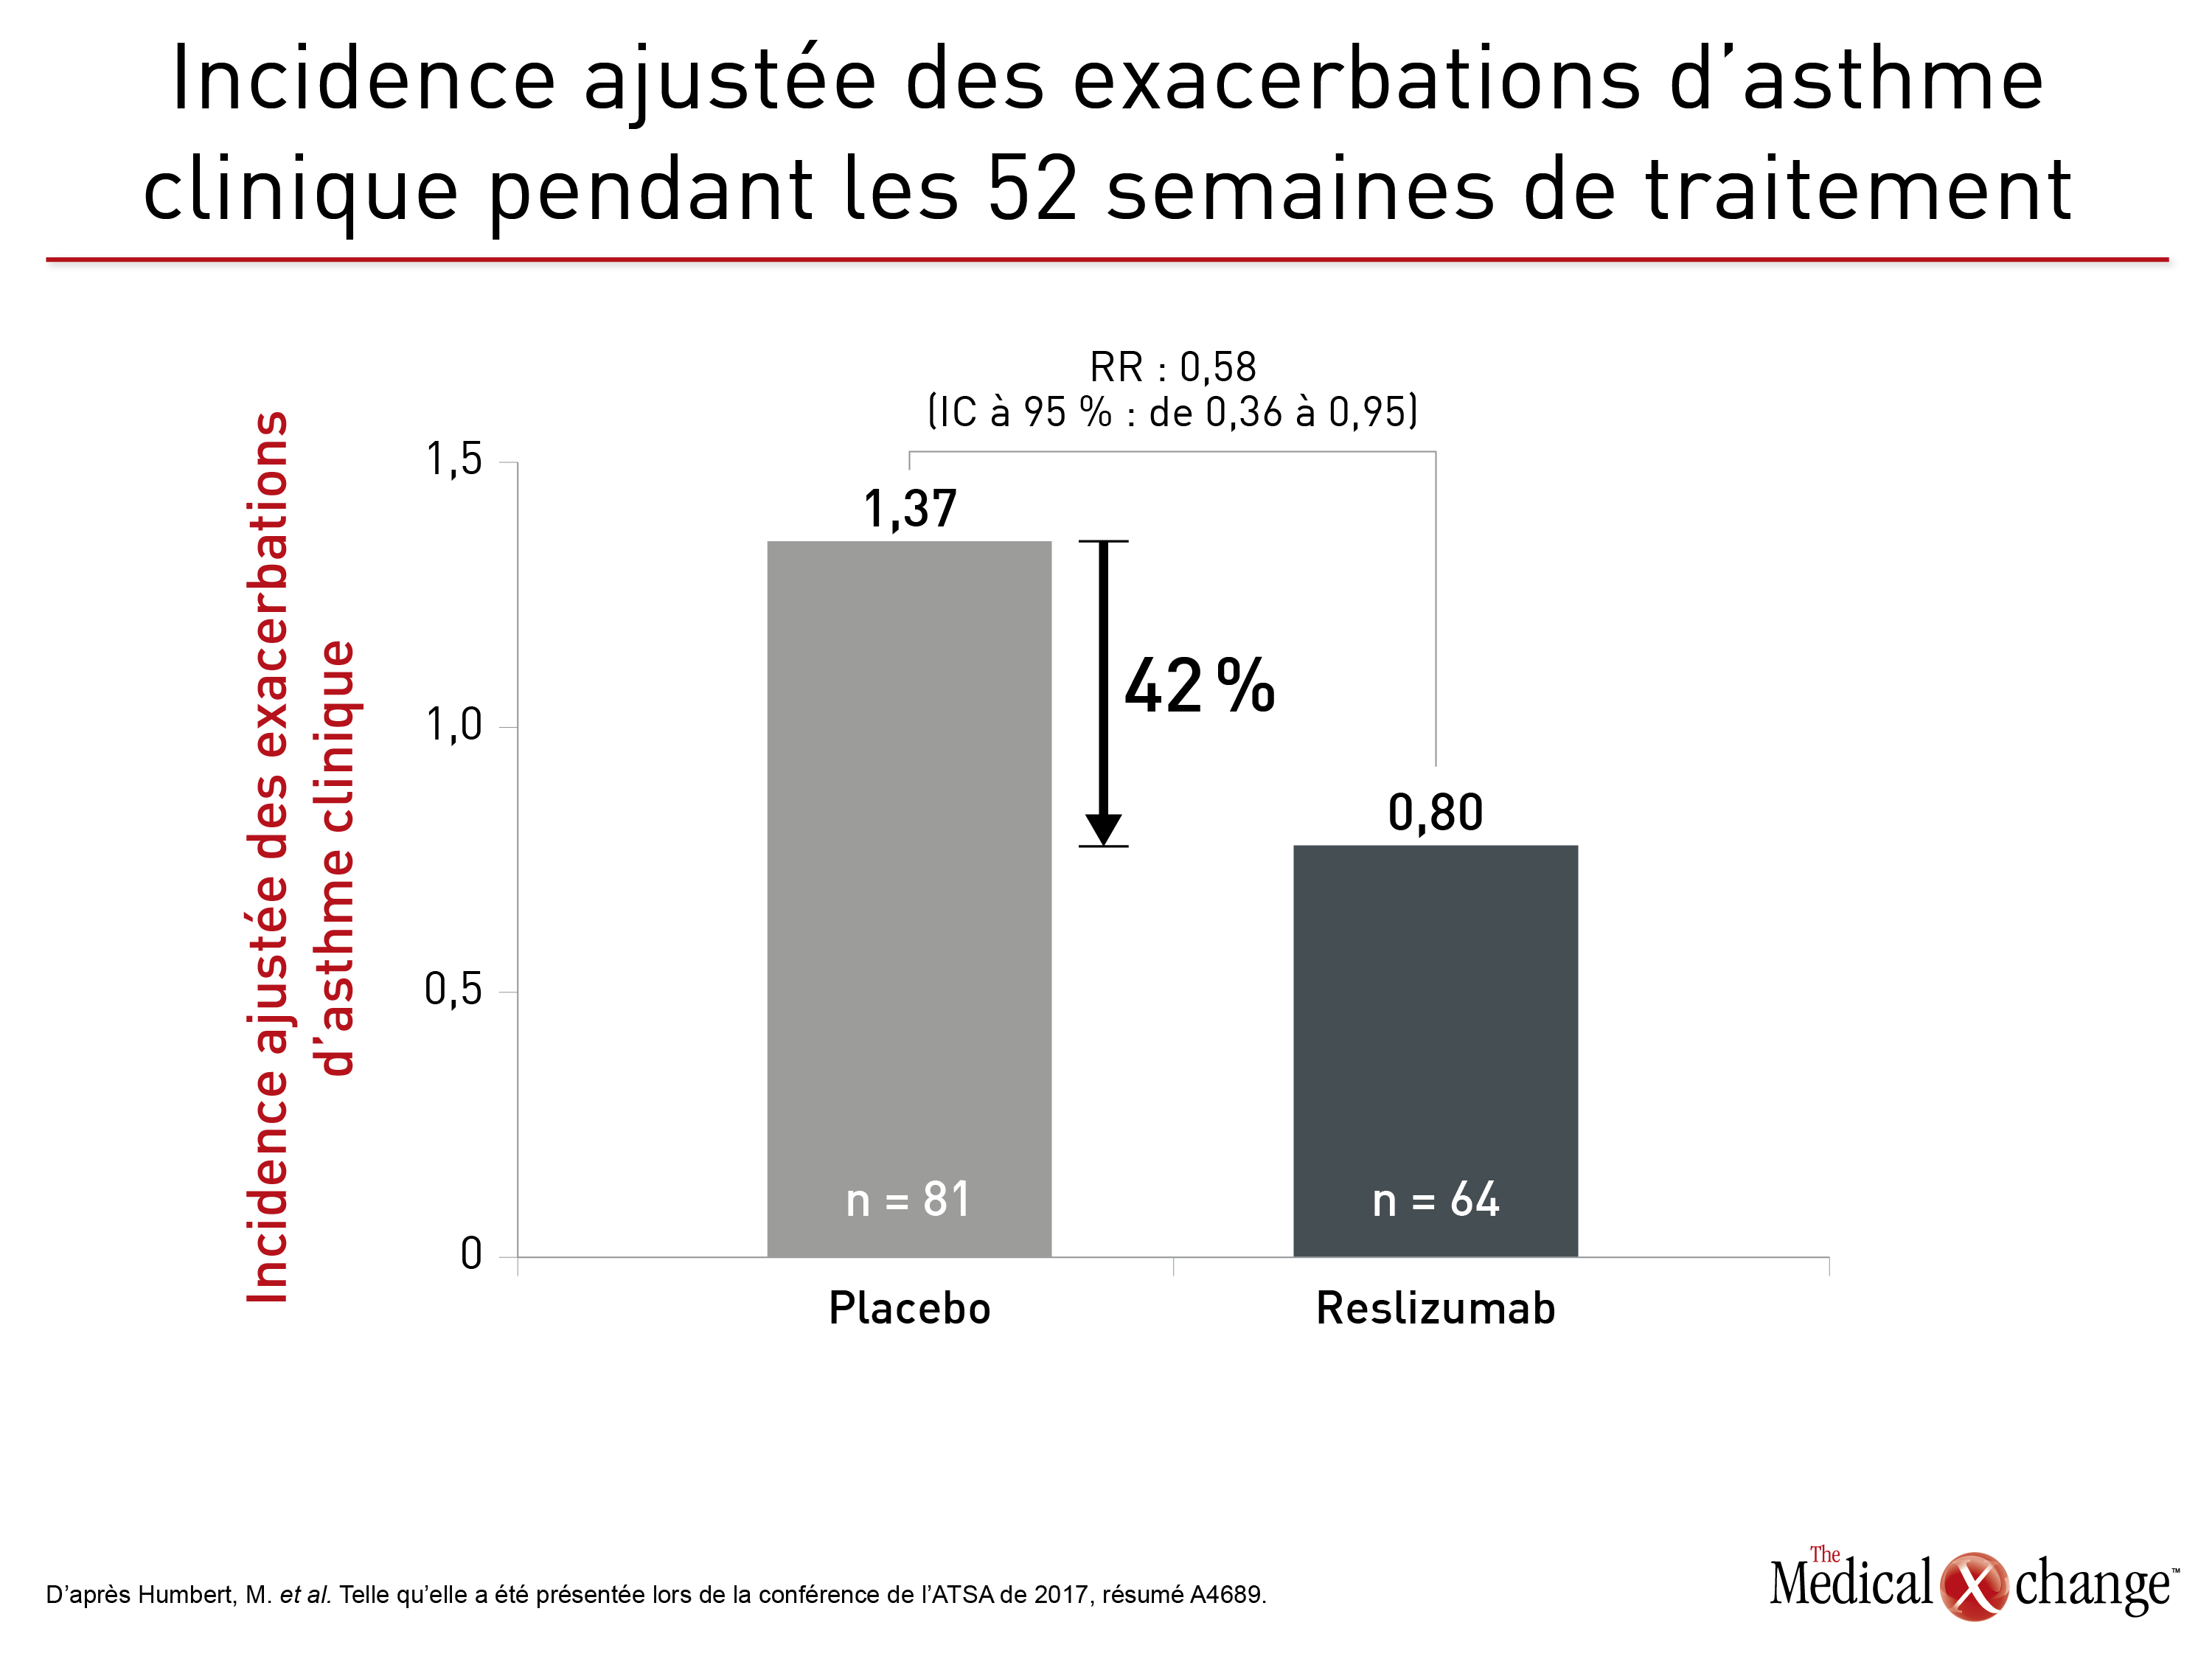 Incidence ajustée des exacerbations d’asthme
clinique pendant les 52 semaines de traitement
RR : 0,58
(IC à 95 % : de 0,36 à 0,95)
Incidence ajustée des exacerbations
d’asthme clinique
1,5
1,0
0,5
0
1,37
42 %
0,80
n = 81
n = 64
Placebo
Reslizumab
D’après Humbert, M. et al. Telle qu’elle a été présentée lors de la conférence de l’ATSA de 2017, résumé A4689.
The
Medical Xchange™